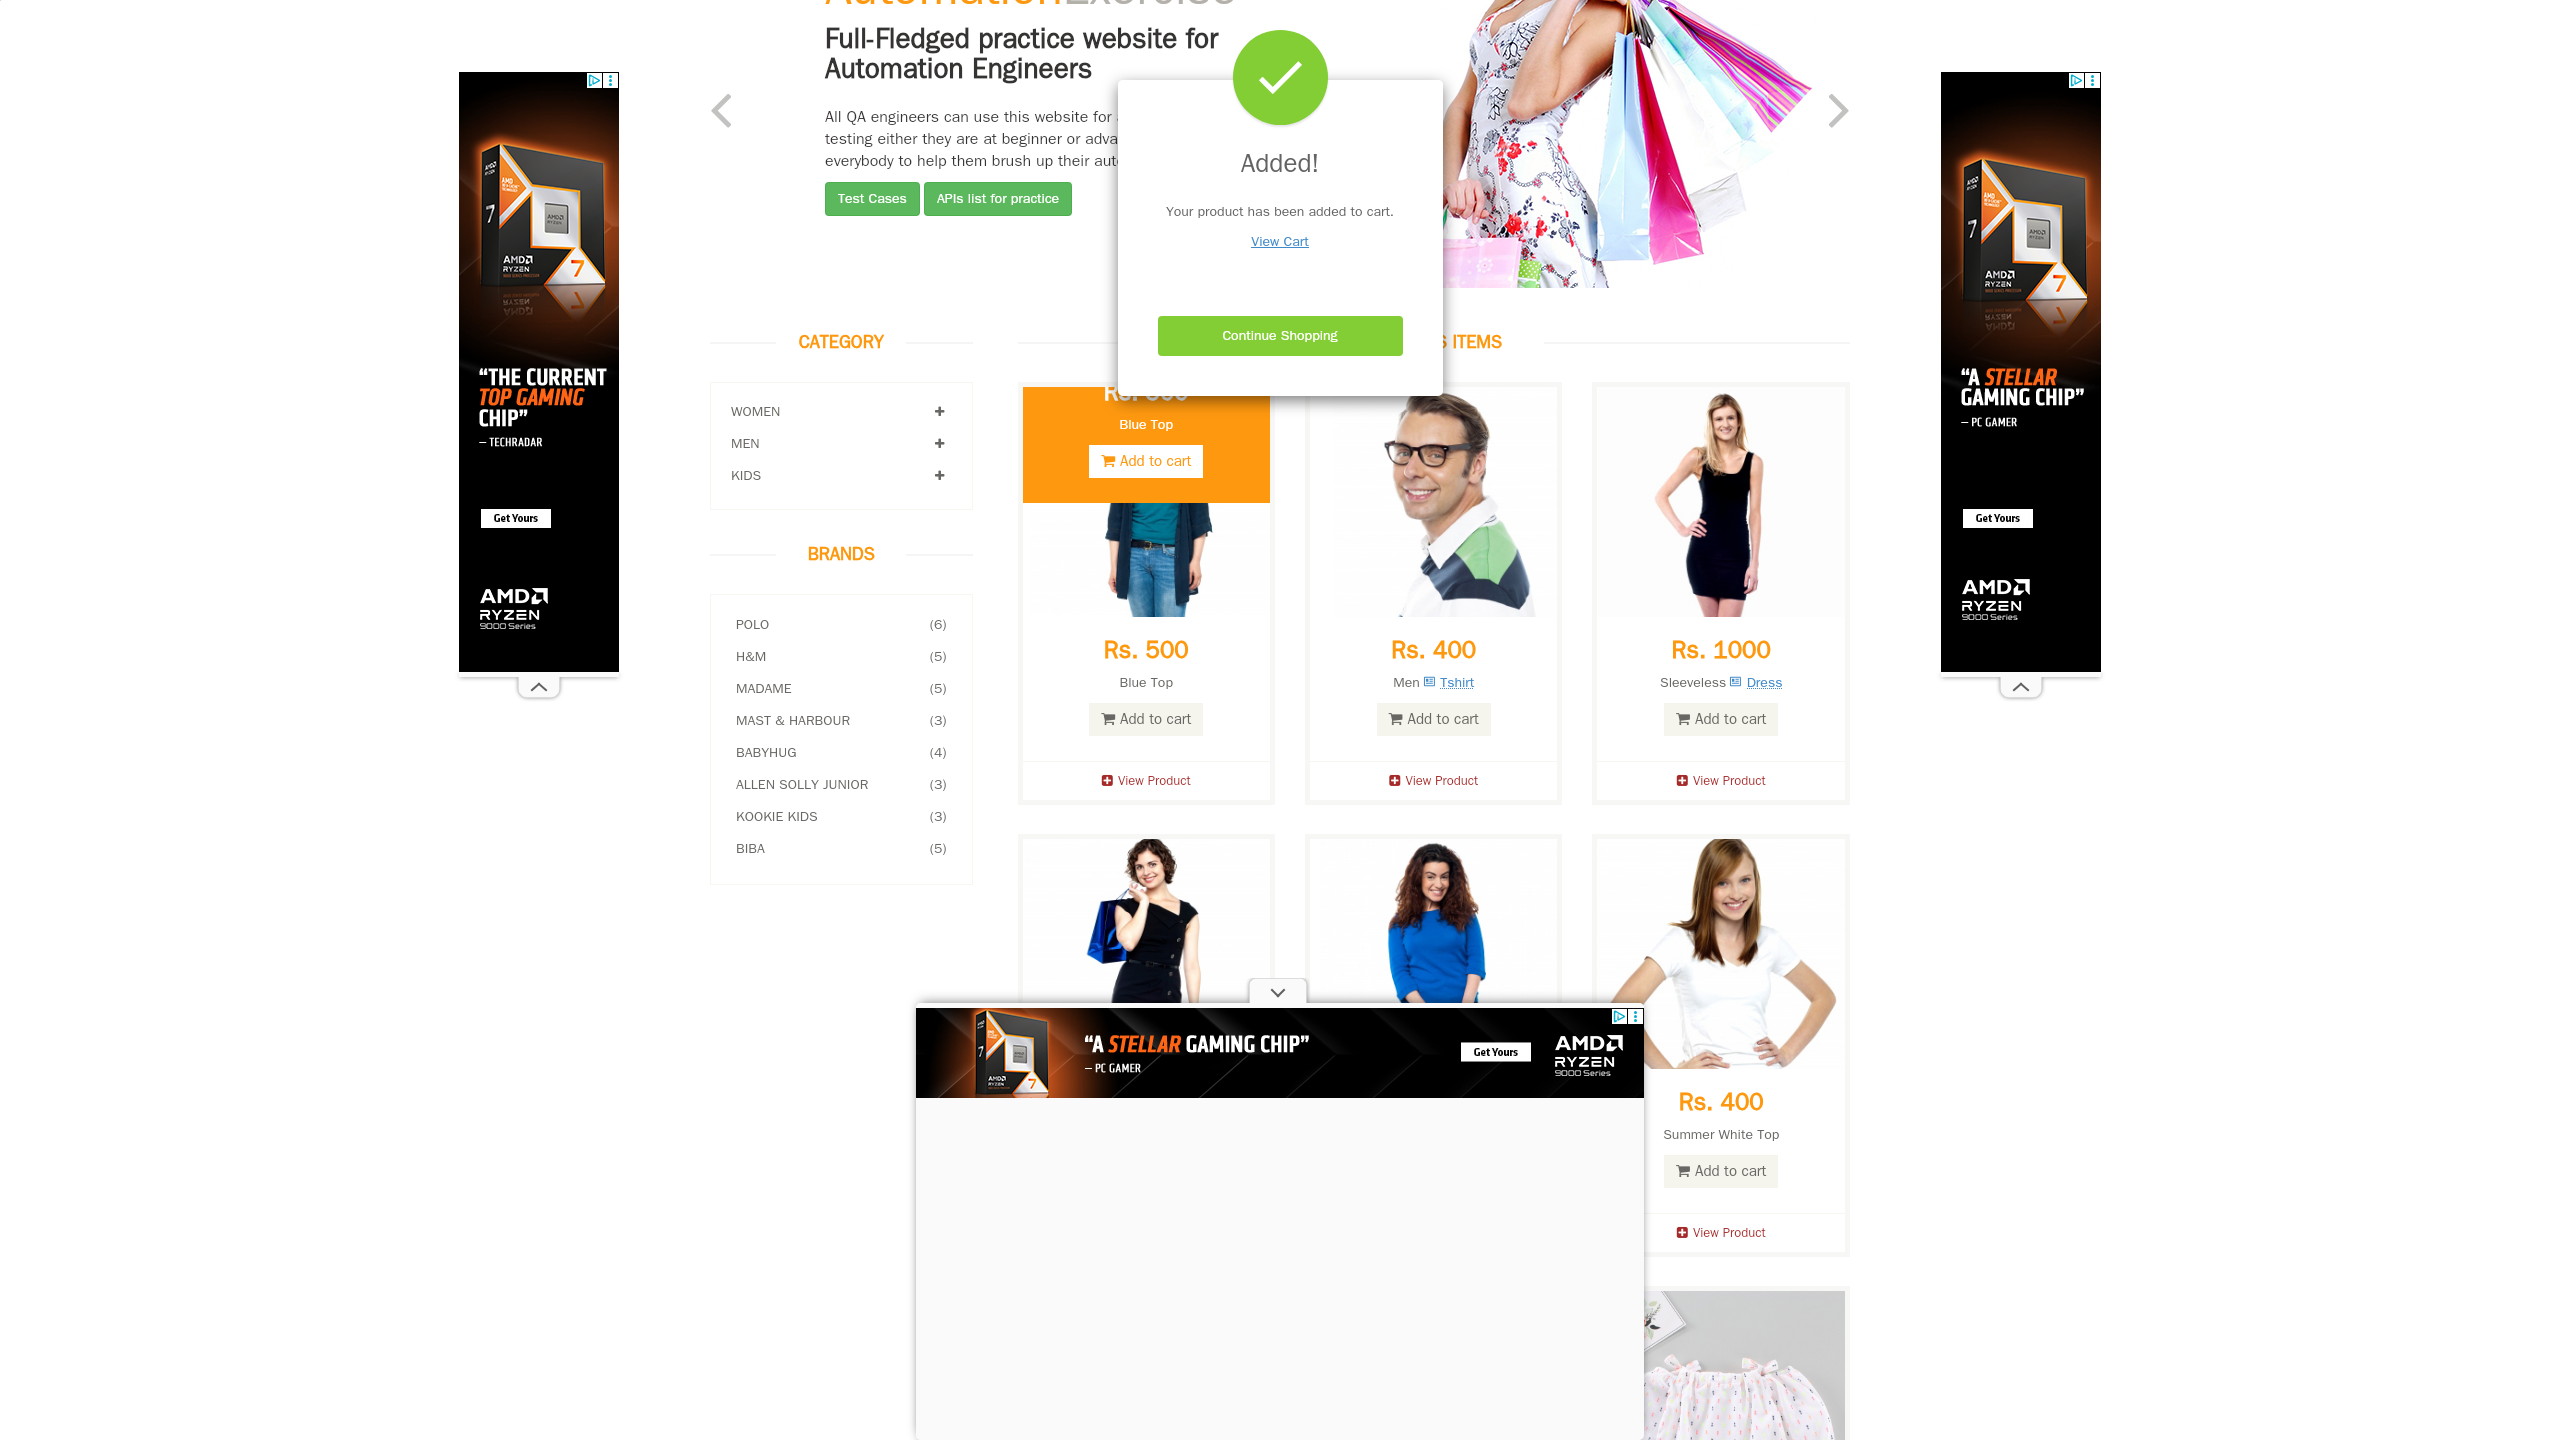 Full-Fledged practice website for
Automation Engineers
All QA engineers can use this website for
testing either they are at beginner or
everybody to help them brush up their
Test Cases
APIs list for practice
Added!
Your product has been added to cart.
View Cart
Continue Shopping
AMD
RYZEN
7
“THE CURRENT
TOP GAMING
CHIP”
– TECHRADAR
Get Yours
AMD
RYZEN
9000 Series
CATEGORY
WOMEN
MEN
KIDS
BRANDS
POLO (6)
H&M (5)
MADAME (5)
MAST & HARBOUR (3)
BABYHUG (4)
ALLEN SOLLY JUNIOR (3)
KOOKIE KIDS (3)
BIBA (5)
ITEMS
Blue Top
Add to cart
Rs. 500
Blue Top
Add to cart
View Product
Rs. 400
Men Tshirt
Add to cart
View Product
Rs. 1000
Sleeveless Dress
Add to cart
View Product
Rs. 400
Summer White Top
Add to cart
View Product
AMD
RYZEN
7
“A STELLAR
GAMING CHIP”
– PC GAMER
Get Yours
AMD
RYZEN
9000 Series
“A STELLAR GAMING CHIP”
– PC GAMER
Get Yours
AMD
RYZEN
9000 Series